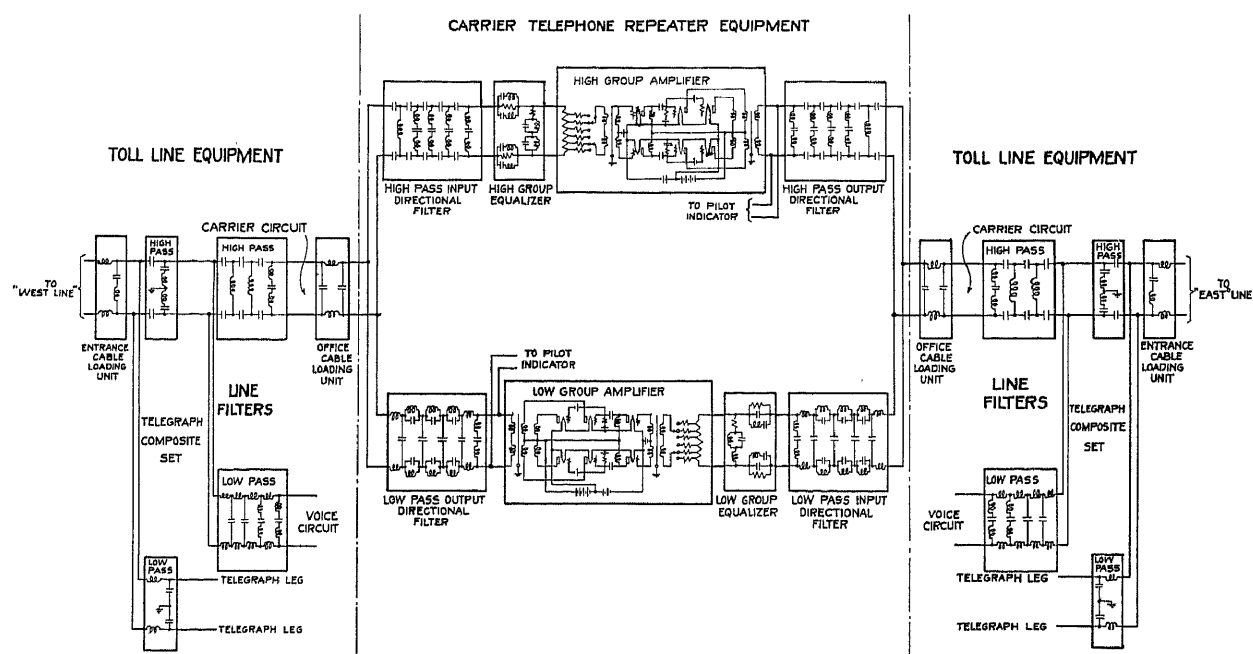 CARRIER TELEPHONE REPEATER EQUIPMENT
HIGH GROUP AMPLIFIER
TOLL LINE EQUIPMENT
HIGH PASS INPUT
DIRECTIONAL
FILTER
HIGH GROUP
EQUALIZER
TO PILOT
INDICATOR
HIGH PASS OUTPUT
DIRECTIONAL
FILTER
TOLL LINE EQUIPMENT
CARRIER CIRCUIT
HIGH
PASS
HIGH PASS
TO
"WEST LINE"
ENTRANCE
CABLE
LOADING
UNIT
OFFICE
CABLE
LOADING
UNIT
CARRIER CIRCUIT
HIGH PASS
HIGH
PASS
TO
"EAST" LINE
OFFICE
CABLE
LOADING
UNIT
ENTRANCE
CABLE
LOADING
UNIT
LINE
FILTERS
TELEGRAPH
COMPOSITE
SET
TO PILOT
INDICATOR
LOW GROUP AMPLIFIER
LOW PASS OUTPUT
DIRECTIONAL
FILTER
LOW GROUP
EQUALIZER
LOW PASS INPUT
DIRECTIONAL
FILTER
LINE
FILTERS
TELEGRAPH
COMPOSITE
SET
LOW PASS
VOICE
CIRCUIT
LOW
PASS
TELEGRAPH LEG
TELEGRAPH LEG
LOW PASS
VOICE
CIRCUIT
LOW
PASS
TELEGRAPH LEG
TELEGRAPH LEG